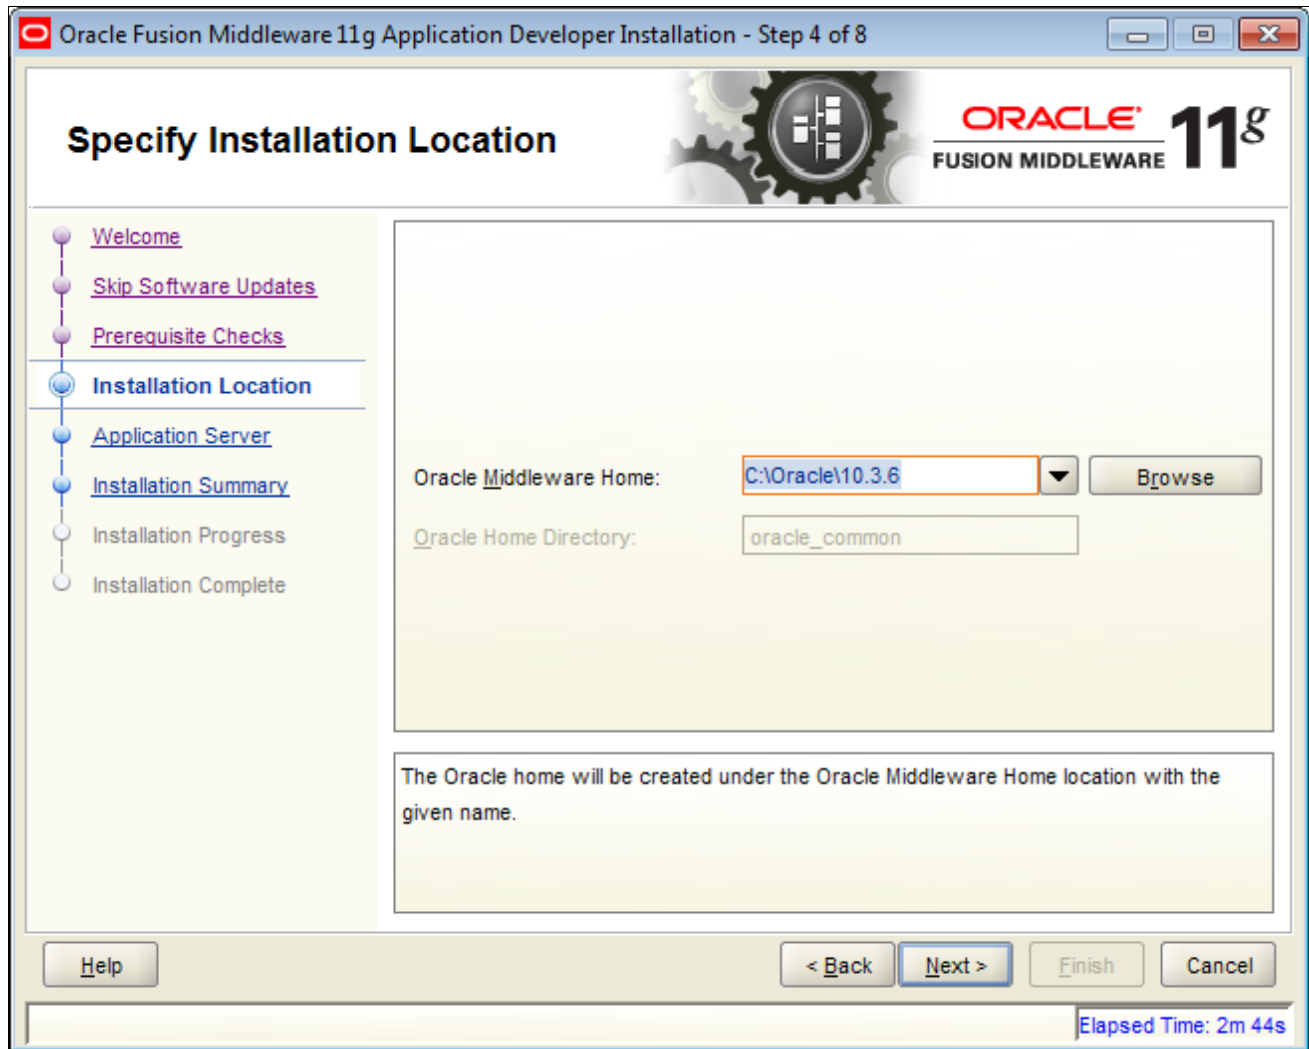 Oracle Fusion Middleware 11g Application Developer Installation - Step 4 of 8
Specify Installation Location
ORACLE
FUSION MIDDLEWARE 11g
Welcome
Skip Software Updates
Prerequisite Checks
Installation Location
Application Server
Installation Summary
Installation Progress
Installation Complete
Oracle Middleware Home: C:\Oracle\10.3.6 Browse
Oracle Home Directory: oracle_common
The Oracle home will be created under the Oracle Middleware Home location with the
given name.
Help < Back Next > Finish Cancel
Elapsed Time: 2m 44s